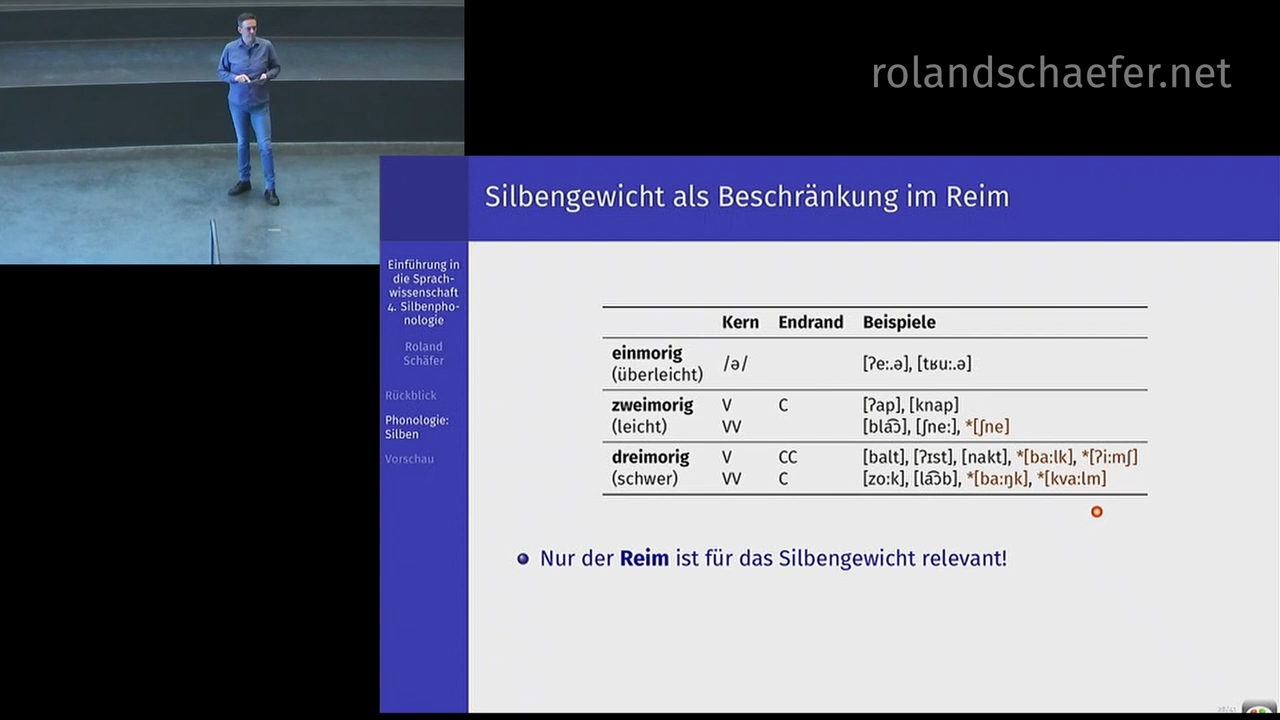 rolandschaefer.net
Silbengewicht als Beschränkung im Reim
Einführung in
die Sprach-
wissenschaft
4. Silbenpho-
nologie
Roland
Schäfer
Rückblick
Phonologie:
Silben
Vorschau
Kern Endrand Beispiele
einmorig
(überleicht) /ə/ [ʔeː.ə], [tʁuː.ə]
zweimorig V C [ʔap], [knap]
(leicht) VV [blaɔ͡], [ʃneː], *[ʃne]
dreimorig V CC [balt], [ʔɪst], [nakt], *[baːlk], *[ʔiːmʃ]
(schwer) VV C [zoːk], [laɔ͡b], *[baːŋk], *[kvaːlm]
Nur der Reim ist für das Silbengewicht relevant!